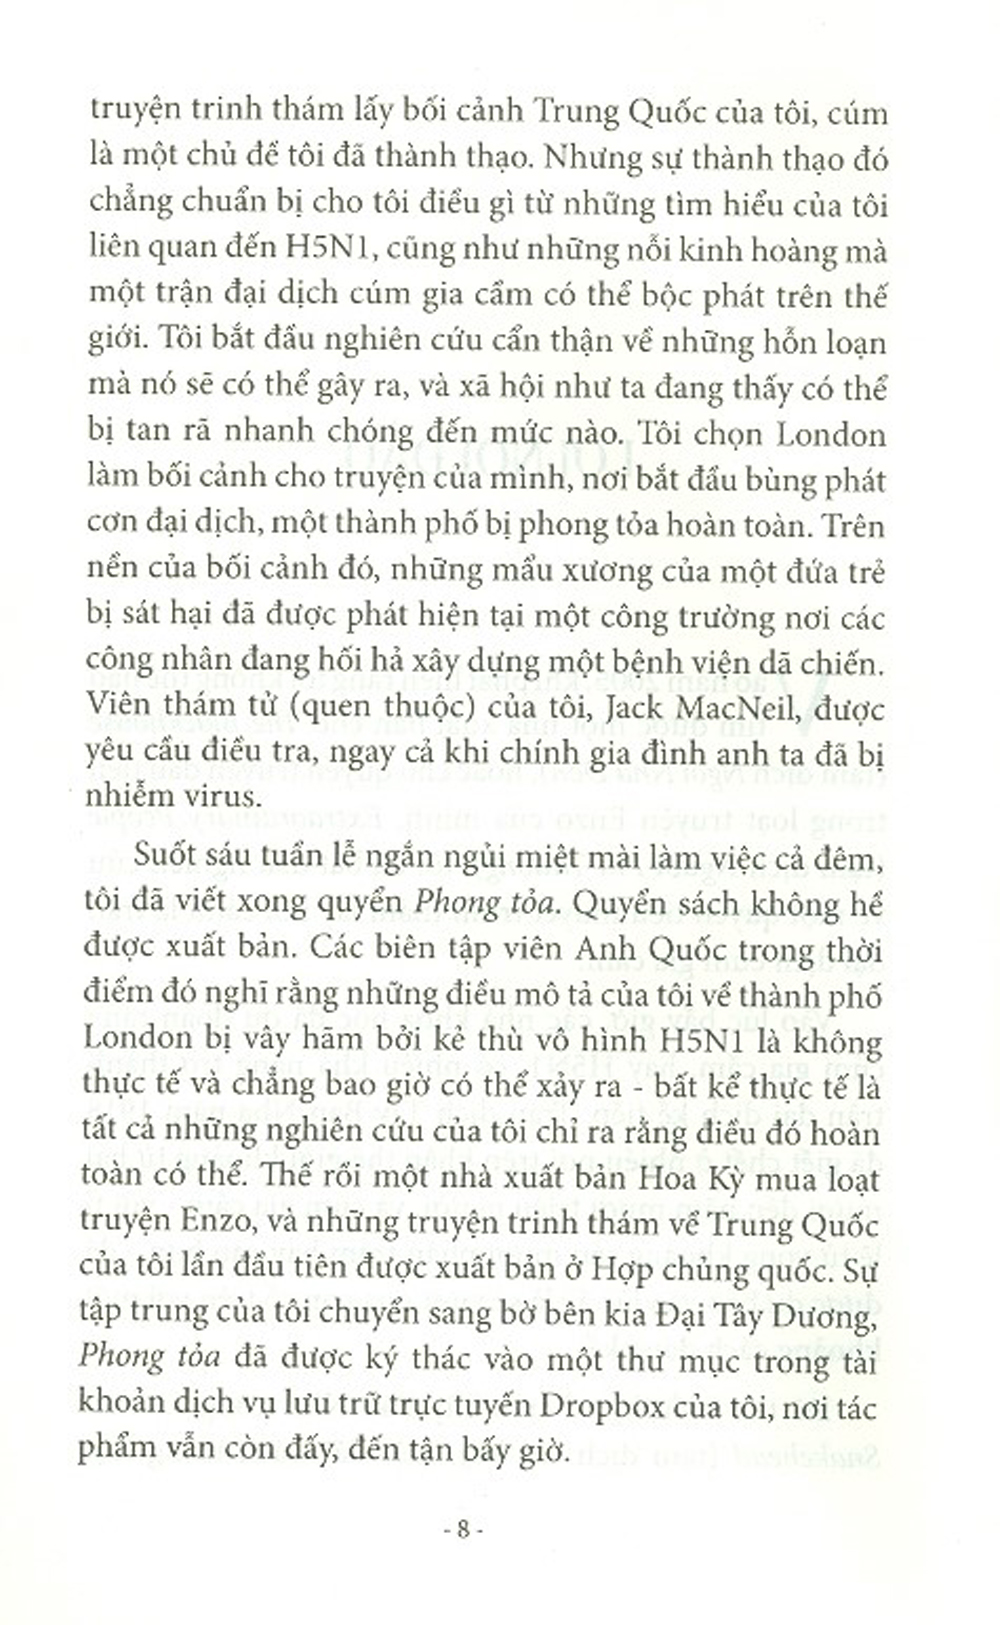 truyện trinh thám lấy bối cảnh Trung Quốc của tôi, cúm
là một chủ đề tôi đã thành thạo. Nhưng sự thành thạo đó
chẳng chuẩn bị cho tôi điều gì từ những tìm hiểu của tôi
liên quan đến H5N1, cũng như những nỗi kinh hoàng mà
một trận đại dịch cúm gia cầm có thể bộc phát trên thế
giới. Tôi bắt đầu nghiên cứu cẩn thận về những hỗn loạn
mà nó sẽ có thể gây ra, và xã hội như ta đang thấy có thể
bị tan rã nhanh chóng đến mức nào. Tôi chọn London
làm bối cảnh cho truyện của mình, nơi bắt đầu bùng phát
cơn đại dịch, một thành phố bị phong tỏa hoàn toàn. Trên
nền của bối cảnh đó, những mẩu xương của một đứa trẻ
bị sát hại đã được phát hiện tại một công trường nơi các
công nhân đang hối hả xây dựng một bệnh viện dã chiến.
Viên thám tử (quen thuộc) của tôi, Jack MacNeil, được
yêu cầu điều tra, ngay cả khi chính gia đình anh ta đã bị
nhiễm virus.
Suốt sáu tuần lễ ngắn ngủi miệt mài làm việc cả đêm,
tôi đã viết xong quyển Phong tỏa. Quyển sách không hề
được xuất bản. Các biên tập viên Anh Quốc trong thời
điểm đó nghĩ rằng những điều mô tả của tôi về thành phố
London bị vây hãm bởi kẻ thù vô hình H5N1 là không
thực tế và chẳng bao giờ có thể xảy ra - bất kể thực tế là
tất cả những nghiên cứu của tôi chỉ ra rằng điều đó hoàn
toàn có thể. Thế rồi một nhà xuất bản Hoa Kỳ mua loạt
truyện Enzo, và những truyện trinh thám về Trung Quốc
của tôi lần đầu tiên được xuất bản ở Hợp chủng quốc. Sự
tập trung của tôi chuyển sang bờ bên kia Đại Tây Dương,
Phong tỏa đã được ký thác vào một thư mục trong tài
khoản dịch vụ lưu trữ trực tuyến Dropbox của tôi, nơi tác
phẩm vẫn còn đấy, đến tận bấy giờ.
- 8 -